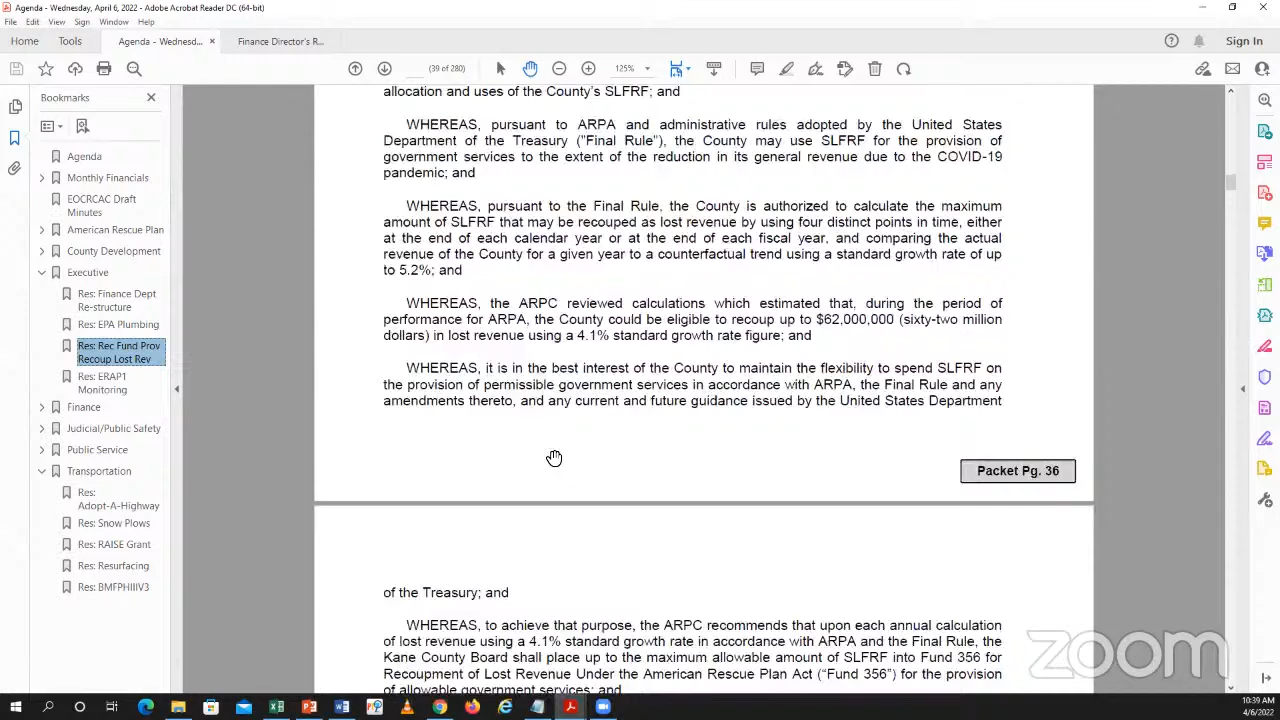 Agenda - Wednesday, April 6, 2022 - Adobe Acrobat Reader DC (64-bit)
File Edit View Sign Window Help
Home Tools Agenda - Wednesd... × Finance Director's R... Sign In
(39 of 280) 125%
Bookmarks
Agenda
Monthly Financials
EOCRCAC Draft
Minutes
American Rescue Plan
County Development
Executive
Res: Finance Dept
Re-structure
Res: EPA Plumbing
Res: Rec Fund Prov
Recoup Lost Rev
Res: ERAP1
Monitoring
Finance
Judicial/Public Safety
Public Service
Transportation
Res:
Adopt-A-Highway
Res: Snow Plows
Res: RAISE Grant
Res: Resurfacing
Res: BMFPHIIIV3
allocation and uses of the County's SLFRF; and
WHEREAS, pursuant to ARPA and administrative rules adopted by the United States
Department of the Treasury ("Final Rule"), the County may use SLFRF for the provision of
government services to the extent of the reduction in its general revenue due to the COVID-19
pandemic; and
WHEREAS, pursuant to the Final Rule, the County is authorized to calculate the maximum
amount of SLFRF that may be recouped as lost revenue by using four distinct points in time, either
at the end of each calendar year or at the end of each fiscal year, and comparing the actual
revenue of the County for a given year to a counterfactual trend using a standard growth rate of up
to 5.2%; and
WHEREAS, the ARPC reviewed calculations which estimated that, during the period of
performance for ARPA, the County could be eligible to recoup up to $62,000,000 (sixty-two million
dollars) in lost revenue using a 4.1% standard growth rate figure; and
WHEREAS, it is in the best interest of the County to maintain the flexibility to spend SLFRF on
the provision of permissible government services in accordance with ARPA, the Final Rule and any
amendments thereto, and any current and future guidance issued by the United States Department
Packet Pg. 36
of the Treasury; and
WHEREAS, to achieve that purpose, the ARPC recommends that upon each annual calculation
of lost revenue using a 4.1% standard growth rate in accordance with ARPA and the Final Rule, the
Kane County Board shall place up to the maximum allowable amount of SLFRF into Fund 356 for
Recoupment of Lost Revenue Under the American Rescue Plan Act ("Fund 356") for the provision
of allowable government services; and
zoom
10:39 AM
4/6/2022